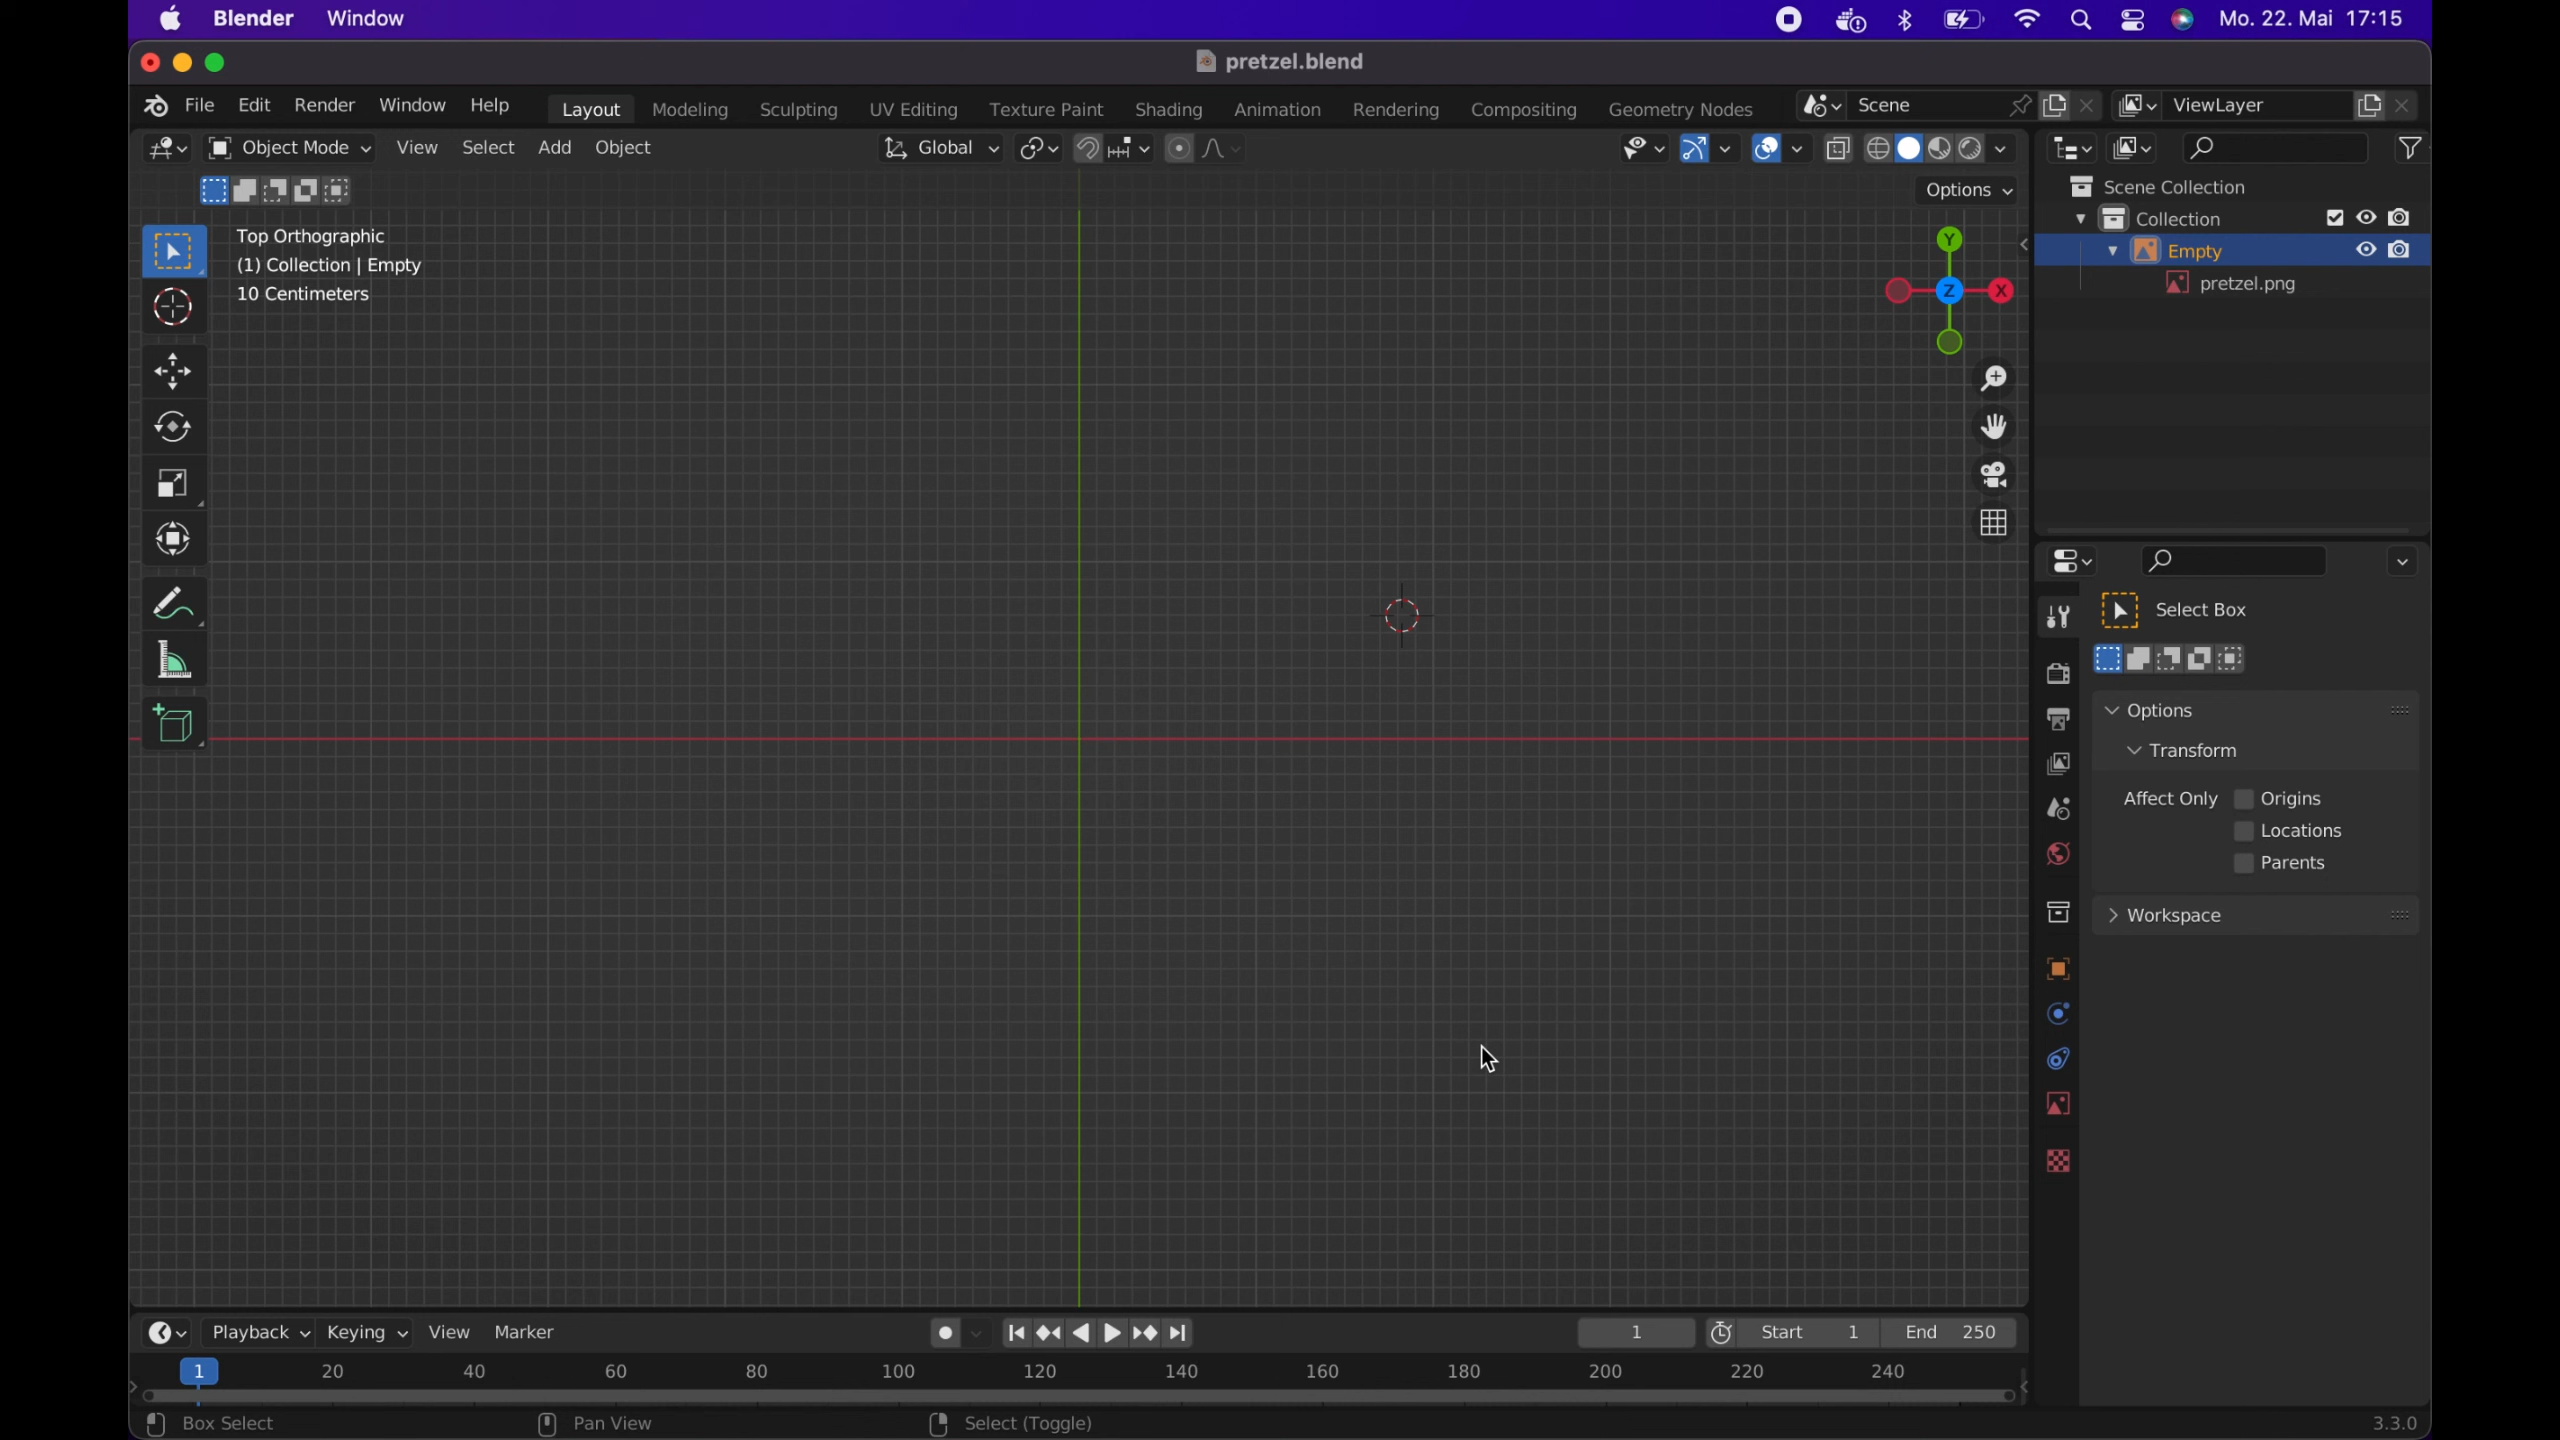 Blender Window Mo. 22. Mai 17:15
pretzel.blend
File Edit Render Window Help Layout Modeling Sculpting UV Editing Texture Paint Shading Animation Rendering Compositing Geometry Nodes Scene ViewLayer
Object Mode View Select Add Object Global
Options
Top Orthographic
(1) Collection | Empty
10 Centimeters
Y
Z X
Scene Collection
Collection
Empty
pretzel.png
Select Box
Options
Transform
Affect Only Origins
Locations
Parents
Workspace
Playback Keying View Marker 1 Start 1 End 250
1 20 40 60 80 100 120 140 160 180 200 220 240
Box Select Pan View Select (Toggle) 3.3.0